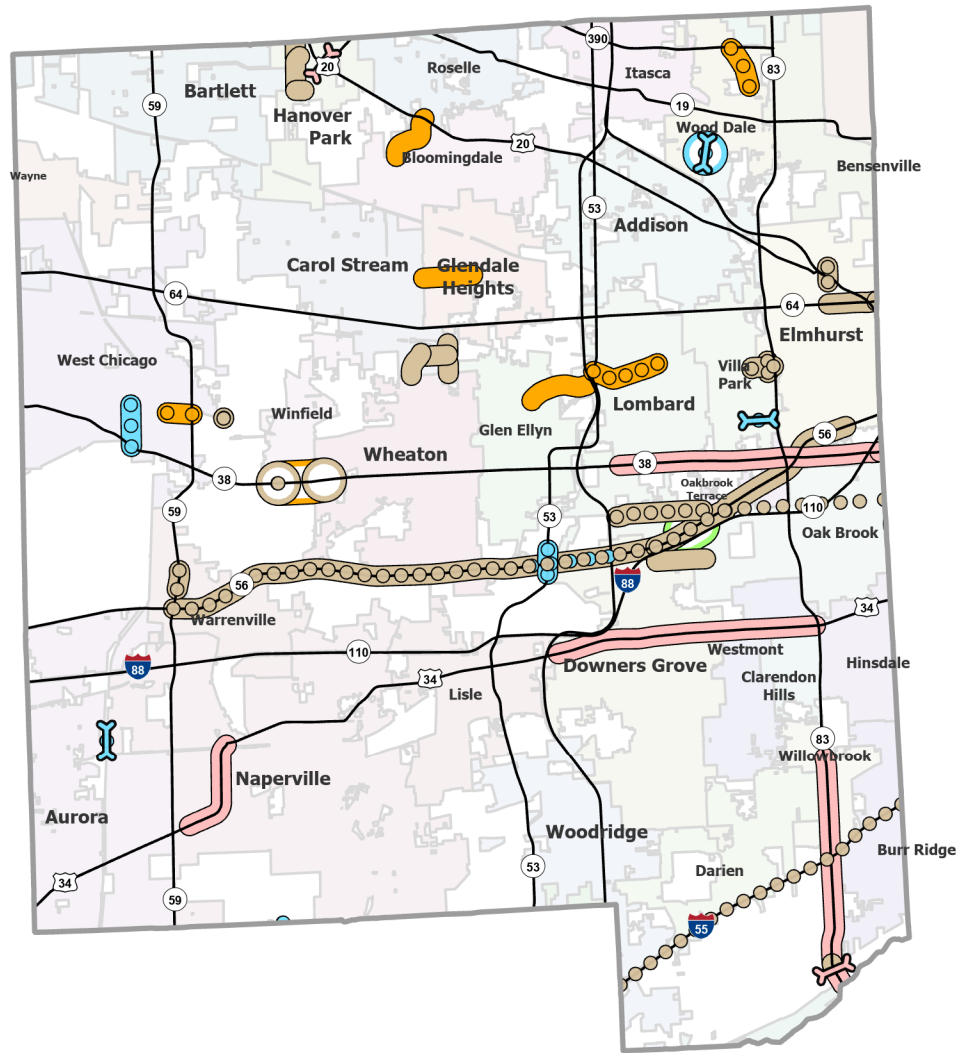 390
Roselle
20
Itasca
83
Bartlett
59
19
Hanover
Park
Wood Dale
20
Bloomingdale
Bensenville
Wayne
53
Addison
Carol Stream
Glendale
Heights
64
64
Elmhurst
West Chicago
Villa
Park
Winfield
Lombard
Glen Ellyn
56
Wheaton
38
38
Oakbrook
Terrace
59
53
110
Oak Brook
88
56
34
Warrenville
110
Westmont
88
Downers Grove
Hinsdale
34
Lisle
Clarendon
Hills
83
Willowbrook
Naperville
Aurora
Woodridge
Burr Ridge
53
Darien
34
59
55